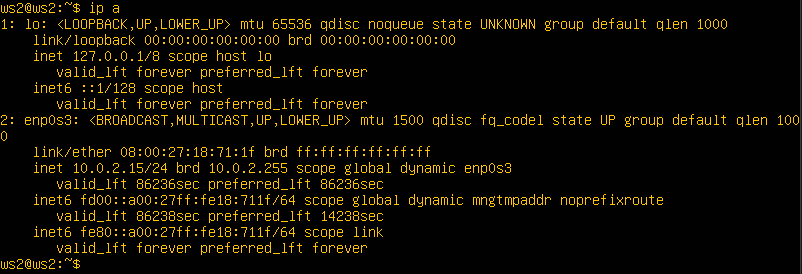 ws2@ws2:~$ ip a
1: lo: <LOOPBACK,UP,LOWER_UP> mtu 65536 qdisc noqueue state UNKNOWN group default qlen 1000
    link/loopback 00:00:00:00:00:00 brd 00:00:00:00:00:00
    inet 127.0.0.1/8 scope host lo
       valid_lft forever preferred_lft forever
    inet6 ::1/128 scope host
       valid_lft forever preferred_lft forever
2: enp0s3: <BROADCAST,MULTICAST,UP,LOWER_UP> mtu 1500 qdisc fq_codel state UP group default qlen 100
0
    link/ether 08:00:27:18:71:1f brd ff:ff:ff:ff:ff:ff
    inet 10.0.2.15/24 brd 10.0.2.255 scope global dynamic enp0s3
       valid_lft 86236sec preferred_lft 86236sec
    inet6 fd00::a00:27ff:fe18:711f/64 scope global dynamic mngtmpaddr noprefixroute
       valid_lft 86238sec preferred_lft 14238sec
    inet6 fe80::a00:27ff:fe18:711f/64 scope link
       valid_lft forever preferred_lft forever
ws2@ws2:~$